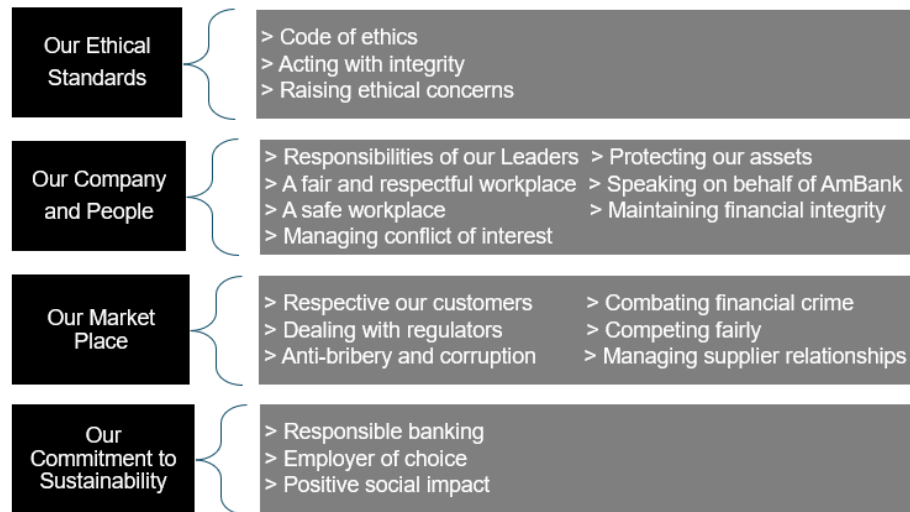 Our Ethical
Standards
> Code of ethics
> Acting with integrity
> Raising ethical concerns
Our Company
and People
> Responsibilities of our Leaders
> A fair and respectful workplace
> A safe workplace
> Managing conflict of interest
> Protecting our assets
> Speaking on behalf of AmBank
> Maintaining financial integrity
Our Market
Place
> Respective our customers
> Dealing with regulators
> Anti-bribery and corruption
> Combating financial crime
> Competing fairly
> Managing supplier relationships
Our
Commitment to
Sustainability
> Responsible banking
> Employer of choice
> Positive social impact